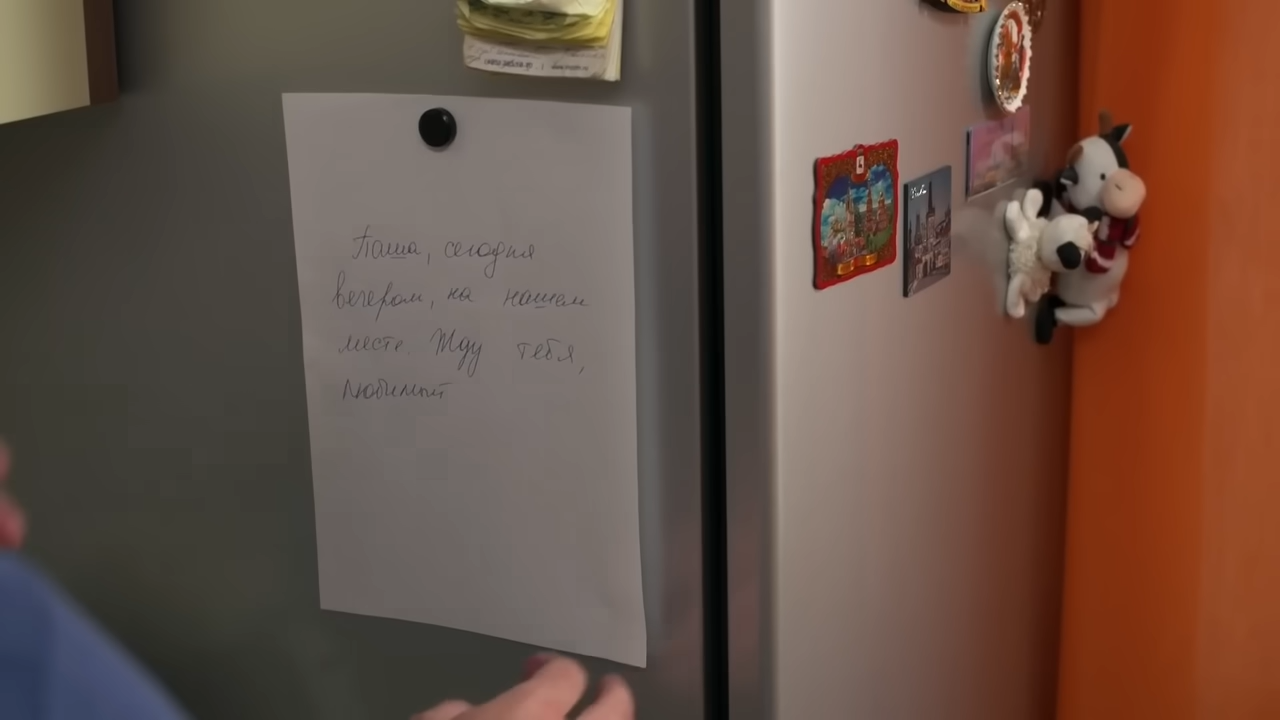 Паша, сегодня
вечером, на нашем
месте. Жду тебя,
любимый